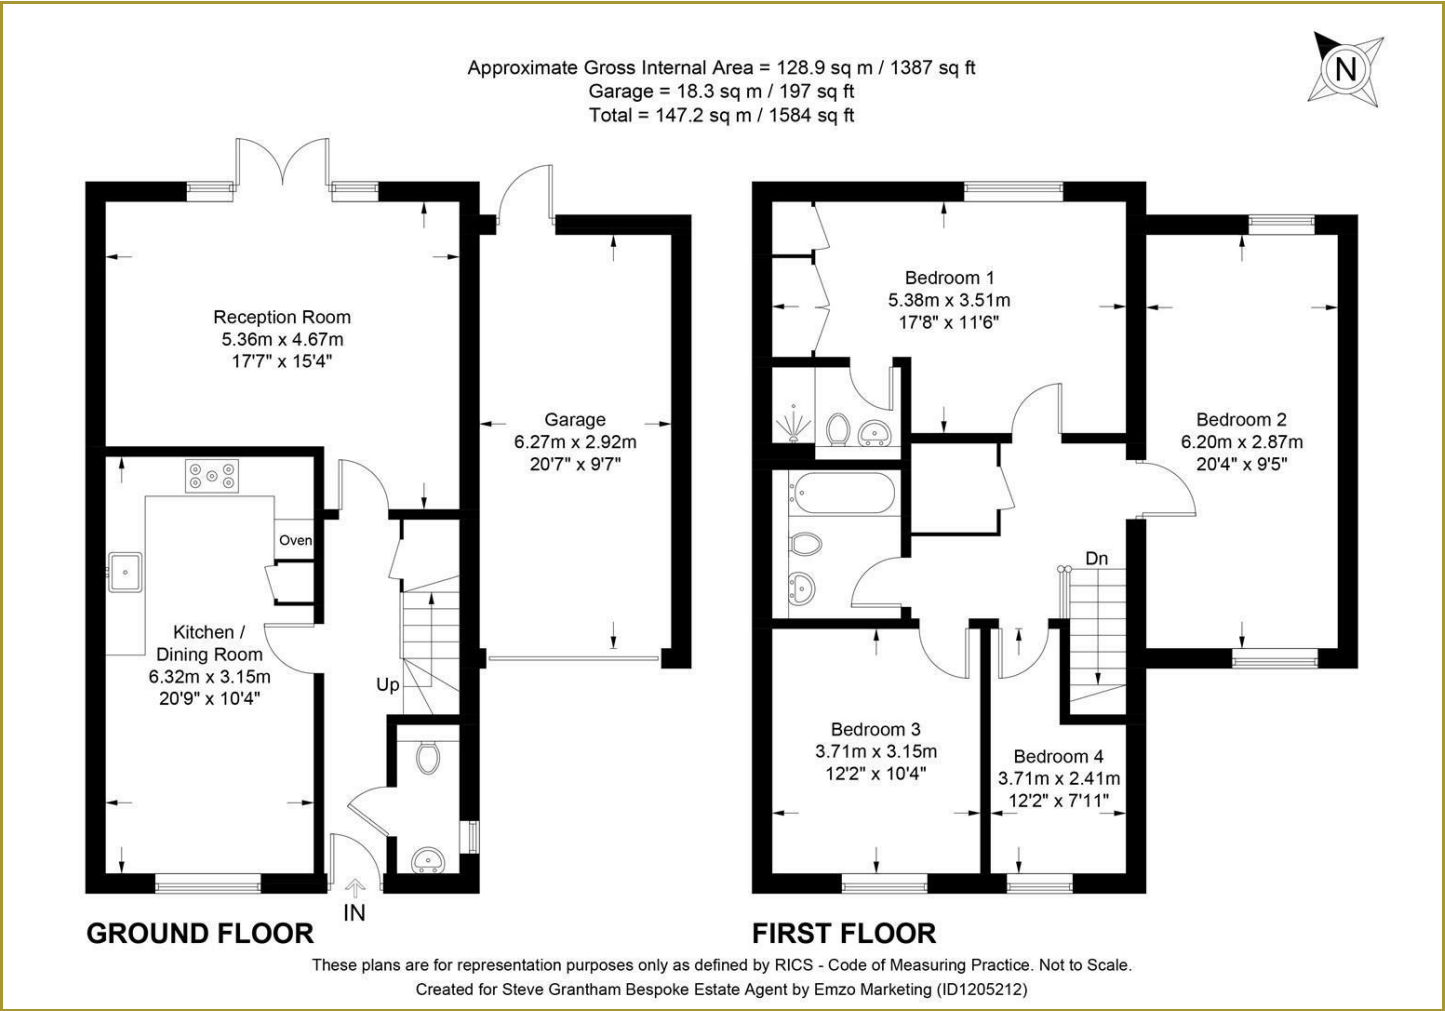 Approximate Gross Internal Area = 128.9 sq m / 1387 sq ft
Garage = 18.3 sq m / 197 sq ft
Total = 147.2 sq m / 1584 sq ft
N
Reception Room
5.36m x 4.67m
17'7" x 15'4"
Garage
6.27m x 2.92m
20'7" x 9'7"
Oven
Kitchen /
Dining Room
6.32m x 3.15m
20'9" x 10'4"
Up
IN
GROUND FLOOR
Bedroom 1
5.38m x 3.51m
17'8" x 11'6"
Bedroom 2
6.20m x 2.87m
20'4" x 9'5"
Dn
Bedroom 3
3.71m x 3.15m
12'2" x 10'4"
Bedroom 4
3.71m x 2.41m
12'2" x 7'11"
FIRST FLOOR
These plans are for representation purposes only as defined by RICS - Code of Measuring Practice. Not to Scale.
Created for Steve Grantham Bespoke Estate Agent by Emzo Marketing (ID1205212)